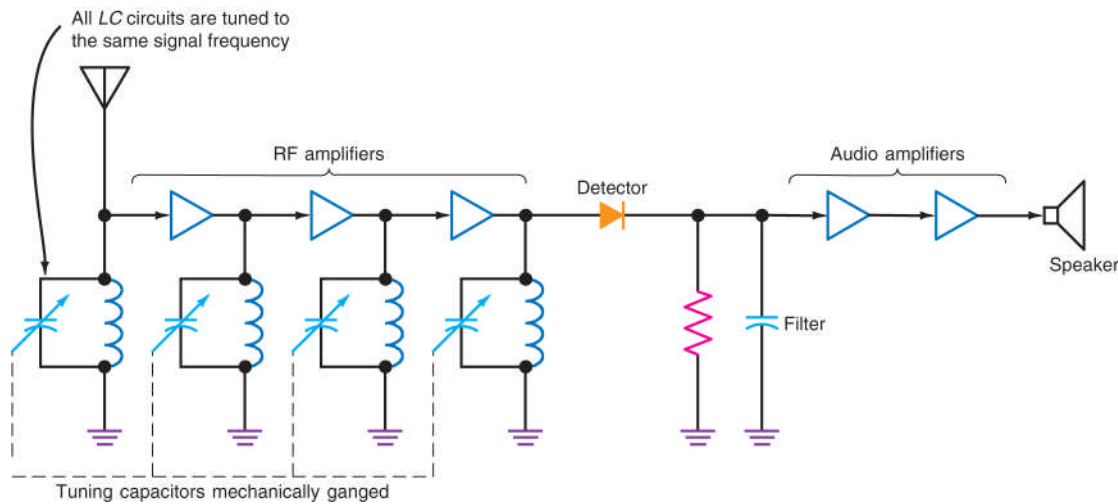 All LC circuits are tuned to
the same signal frequency
RF amplifiers
Audio amplifiers
Detector
Speaker
Filter
Tuning capacitors mechanically ganged